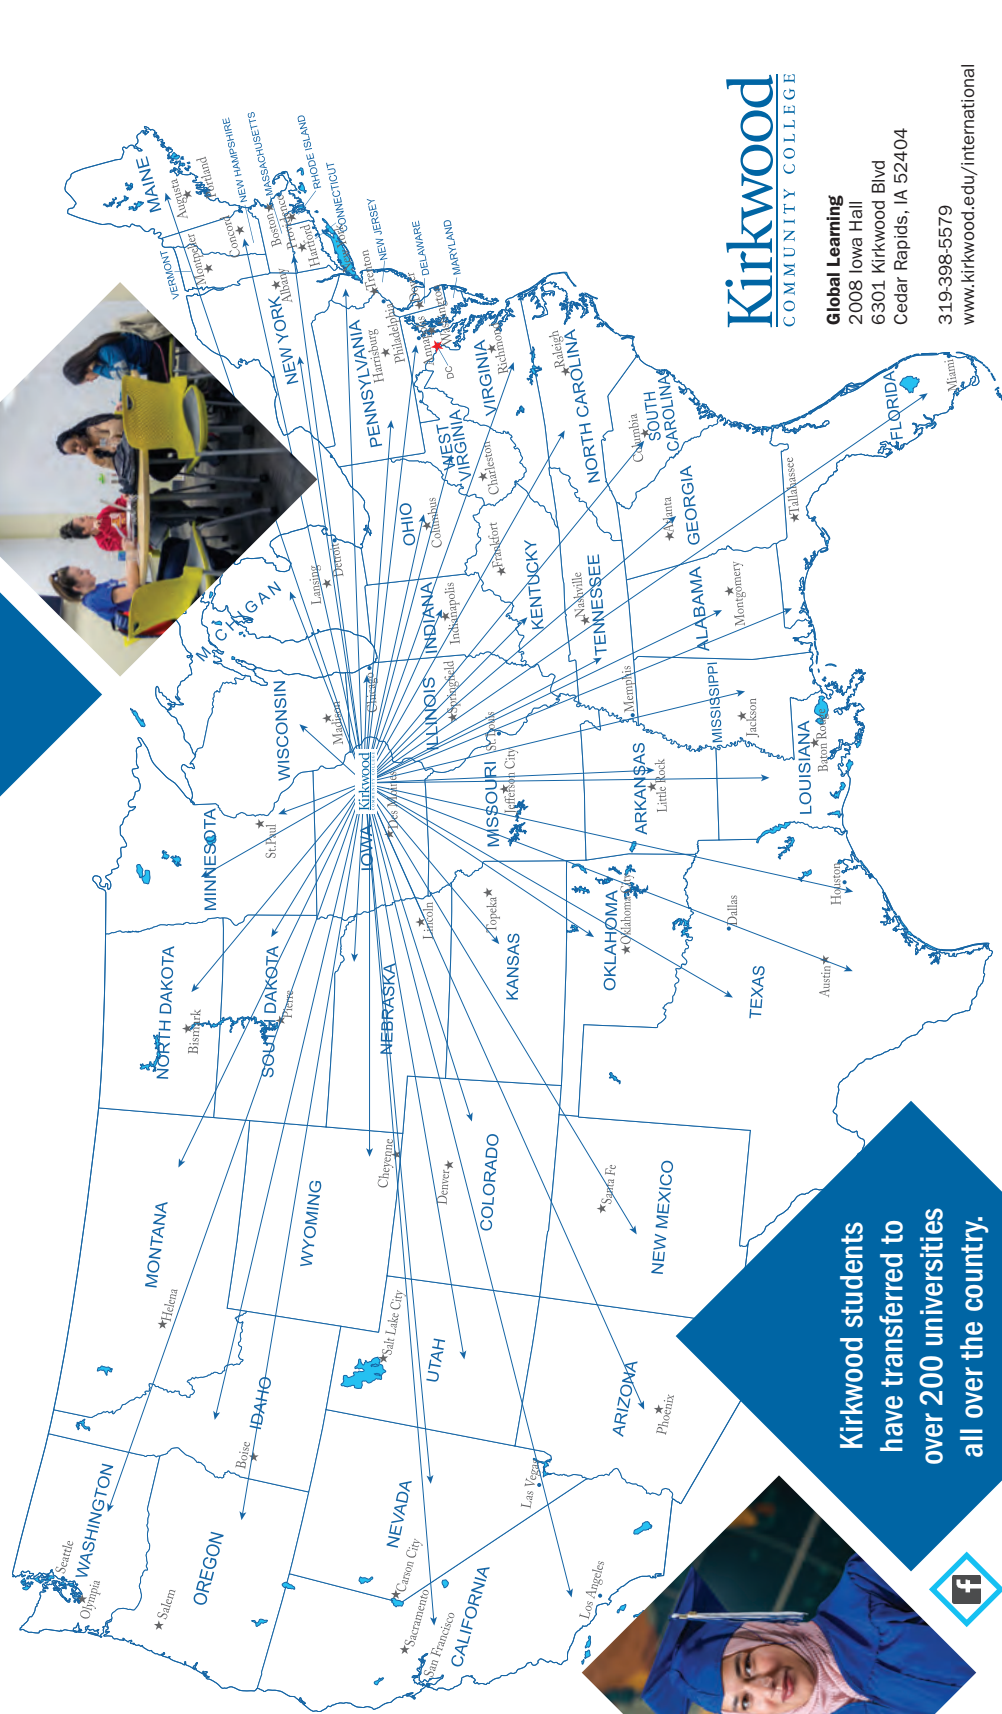 WASHINGTON
Seattle
Olympia
OREGON
Salem
CALIFORNIA
Sacramento
San Francisco
Los Angeles
NEVADA
Carson City
Las Vegas
IDAHO
Boise
MONTANA
Helena
WYOMING
Cheyenne
UTAH
Salt Lake City
COLORADO
Denver
ARIZONA
Phoenix
NEW MEXICO
Santa Fe
NORTH DAKOTA
Bismark
SOUTH DAKOTA
Pierre
NEBRASKA
Lincoln
KANSAS
Topeka
OKLAHOMA
Oklahoma City
TEXAS
Dallas
Austin
Houston
MINNESOTA
St.Paul
IOWA
Des Moines
Kirkwood
MISSOURI
Jefferson City
St. Louis
ARKANSAS
Little Rock
LOUISIANA
Baton Rouge
WISCONSIN
Madison
ILLINOIS
Springfield
Chicago
MICHIGAN
Lansing
Detroit
INDIANA
Indianapolis
OHIO
Columbus
KENTUCKY
Frankfort
TENNESSEE
Nashville
Memphis
MISSISSIPPI
Jackson
ALABAMA
Montgomery
GEORGIA
Atlanta
FLORIDA
Tallahassee
Miami
SOUTH
CAROLINA
Columbia
NORTH CAROLINA
Raleigh
VIRGINIA
Richmond
WEST
VIRGINIA
Charleston
PENNSYLVANIA
Harrisburg
Philadelphia
NEW YORK
Albany
VERMONT
Montpelier
MAINE
Augusta
Portland
NEW HAMPSHIRE
Concord
MASSACHUSETTS
Boston
RHODE ISLAND
Providence
CONNECTICUT
Hartford
NEW JERSEY
Trenton
DELAWARE
Dover
MARYLAND
Annapolis
Washington
DC
Kirkwood students
have transferred to
over 200 universities
all over the country.
f
Kirkwood
COMMUNITY COLLEGE
Global Learning
2008 Iowa Hall
6301 Kirkwood Blvd
Cedar Rapids, IA 52404
319-398-5579
www.kirkwood.edu/international